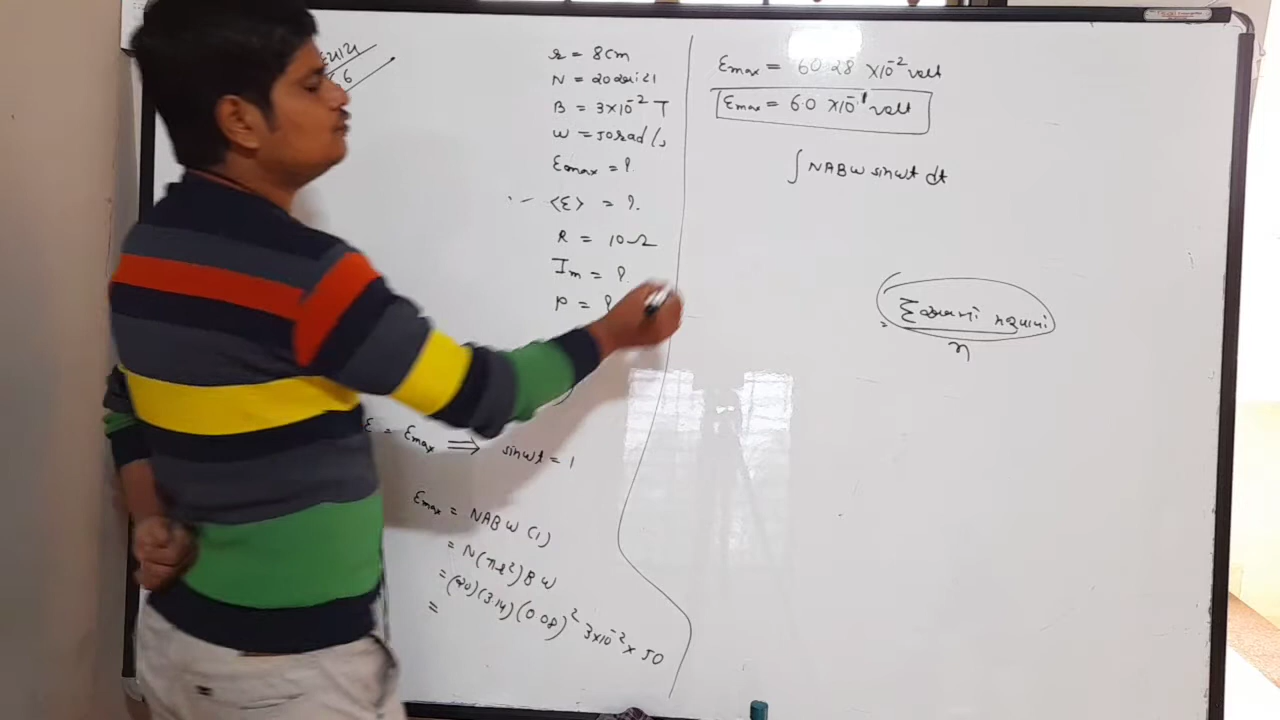 r = 8cm
B = 3×10⁻² T
ω = 50rad/s
Emax = ?
<ε> = ?
R = 10Ω
Im = ?
P = ?
ε = εmax ⟹ sinωt = 1
εmax = NABω (1)
= N(πr²)Bω
= (20)(3.14)(0.08)² 3×10⁻² × 50
=
εmax = 60.28 ×10⁻² volt
εmax = 6.0 ×10⁻¹ volt
∫ NABω sinωt dt
n